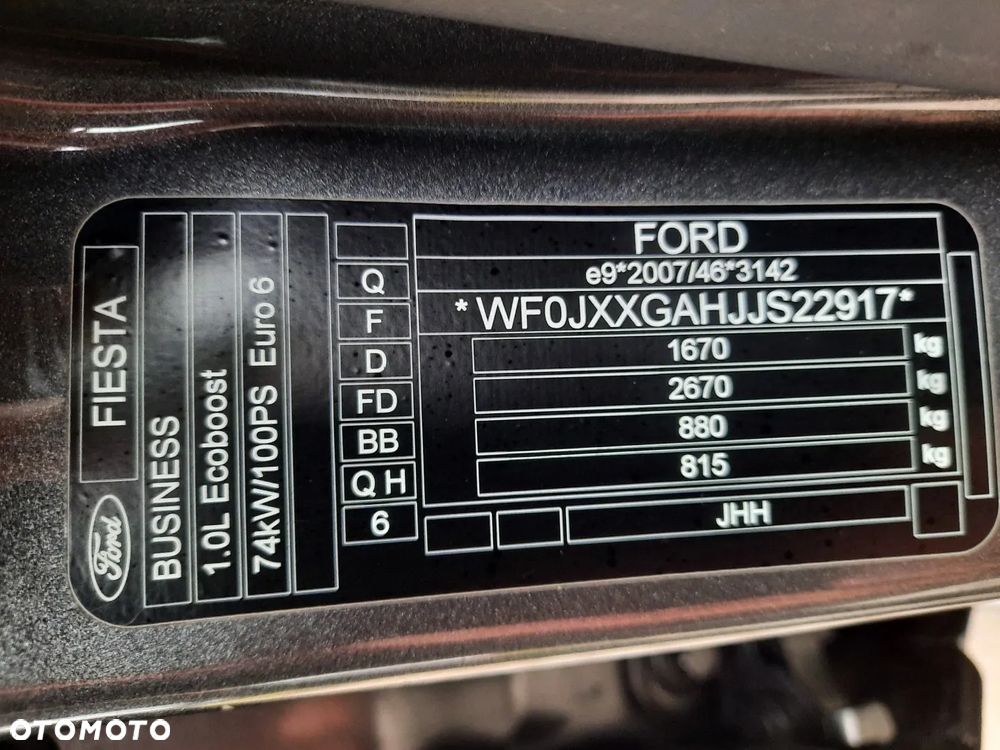 Ford
FIESTA
BUSINESS
1.0L Ecoboost
74kW/100PS Euro 6
Q
F
D
FD
BB
Q H
6
FORD
e9*2007/46*3142
*WF0JXXGAHJJS22917*
1670 kg
2670 kg
880 kg
815 kg
JHH
OTOMOTO